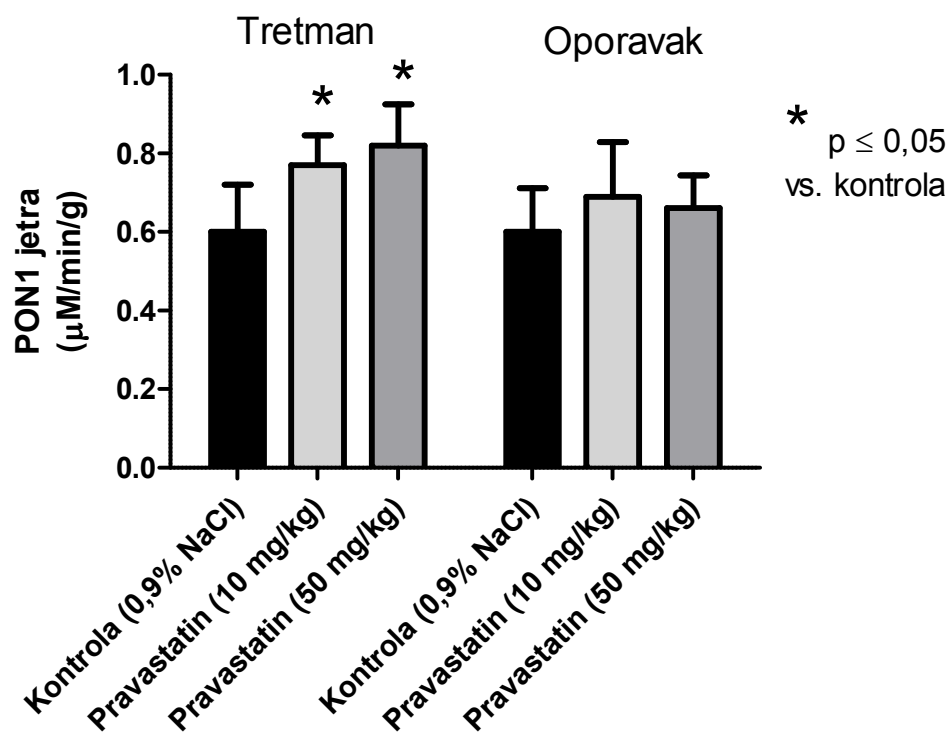 Tretman
Oporavak
*
*
*
p ≤ 0,05
vs. kontrola
PON1 jetra
(μM/min/g)
1.0
0.8
0.6
0.4
0.2
0.0
Kontrola (0,9% NaCl)
Pravastatin (10 mg/kg)
Pravastatin (50 mg/kg)
Kontrola (0,9% NaCl)
Pravastatin (10 mg/kg)
Pravastatin (50 mg/kg)